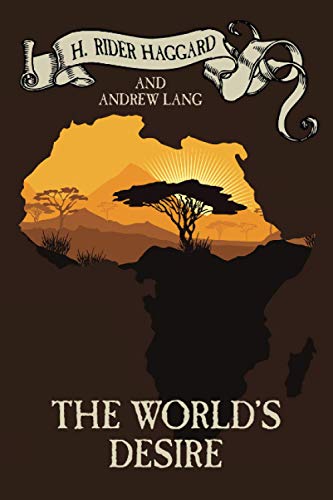 H. RIDER HAGGARD
AND
ANDREW LANG
THE WORLD'S
DESIRE